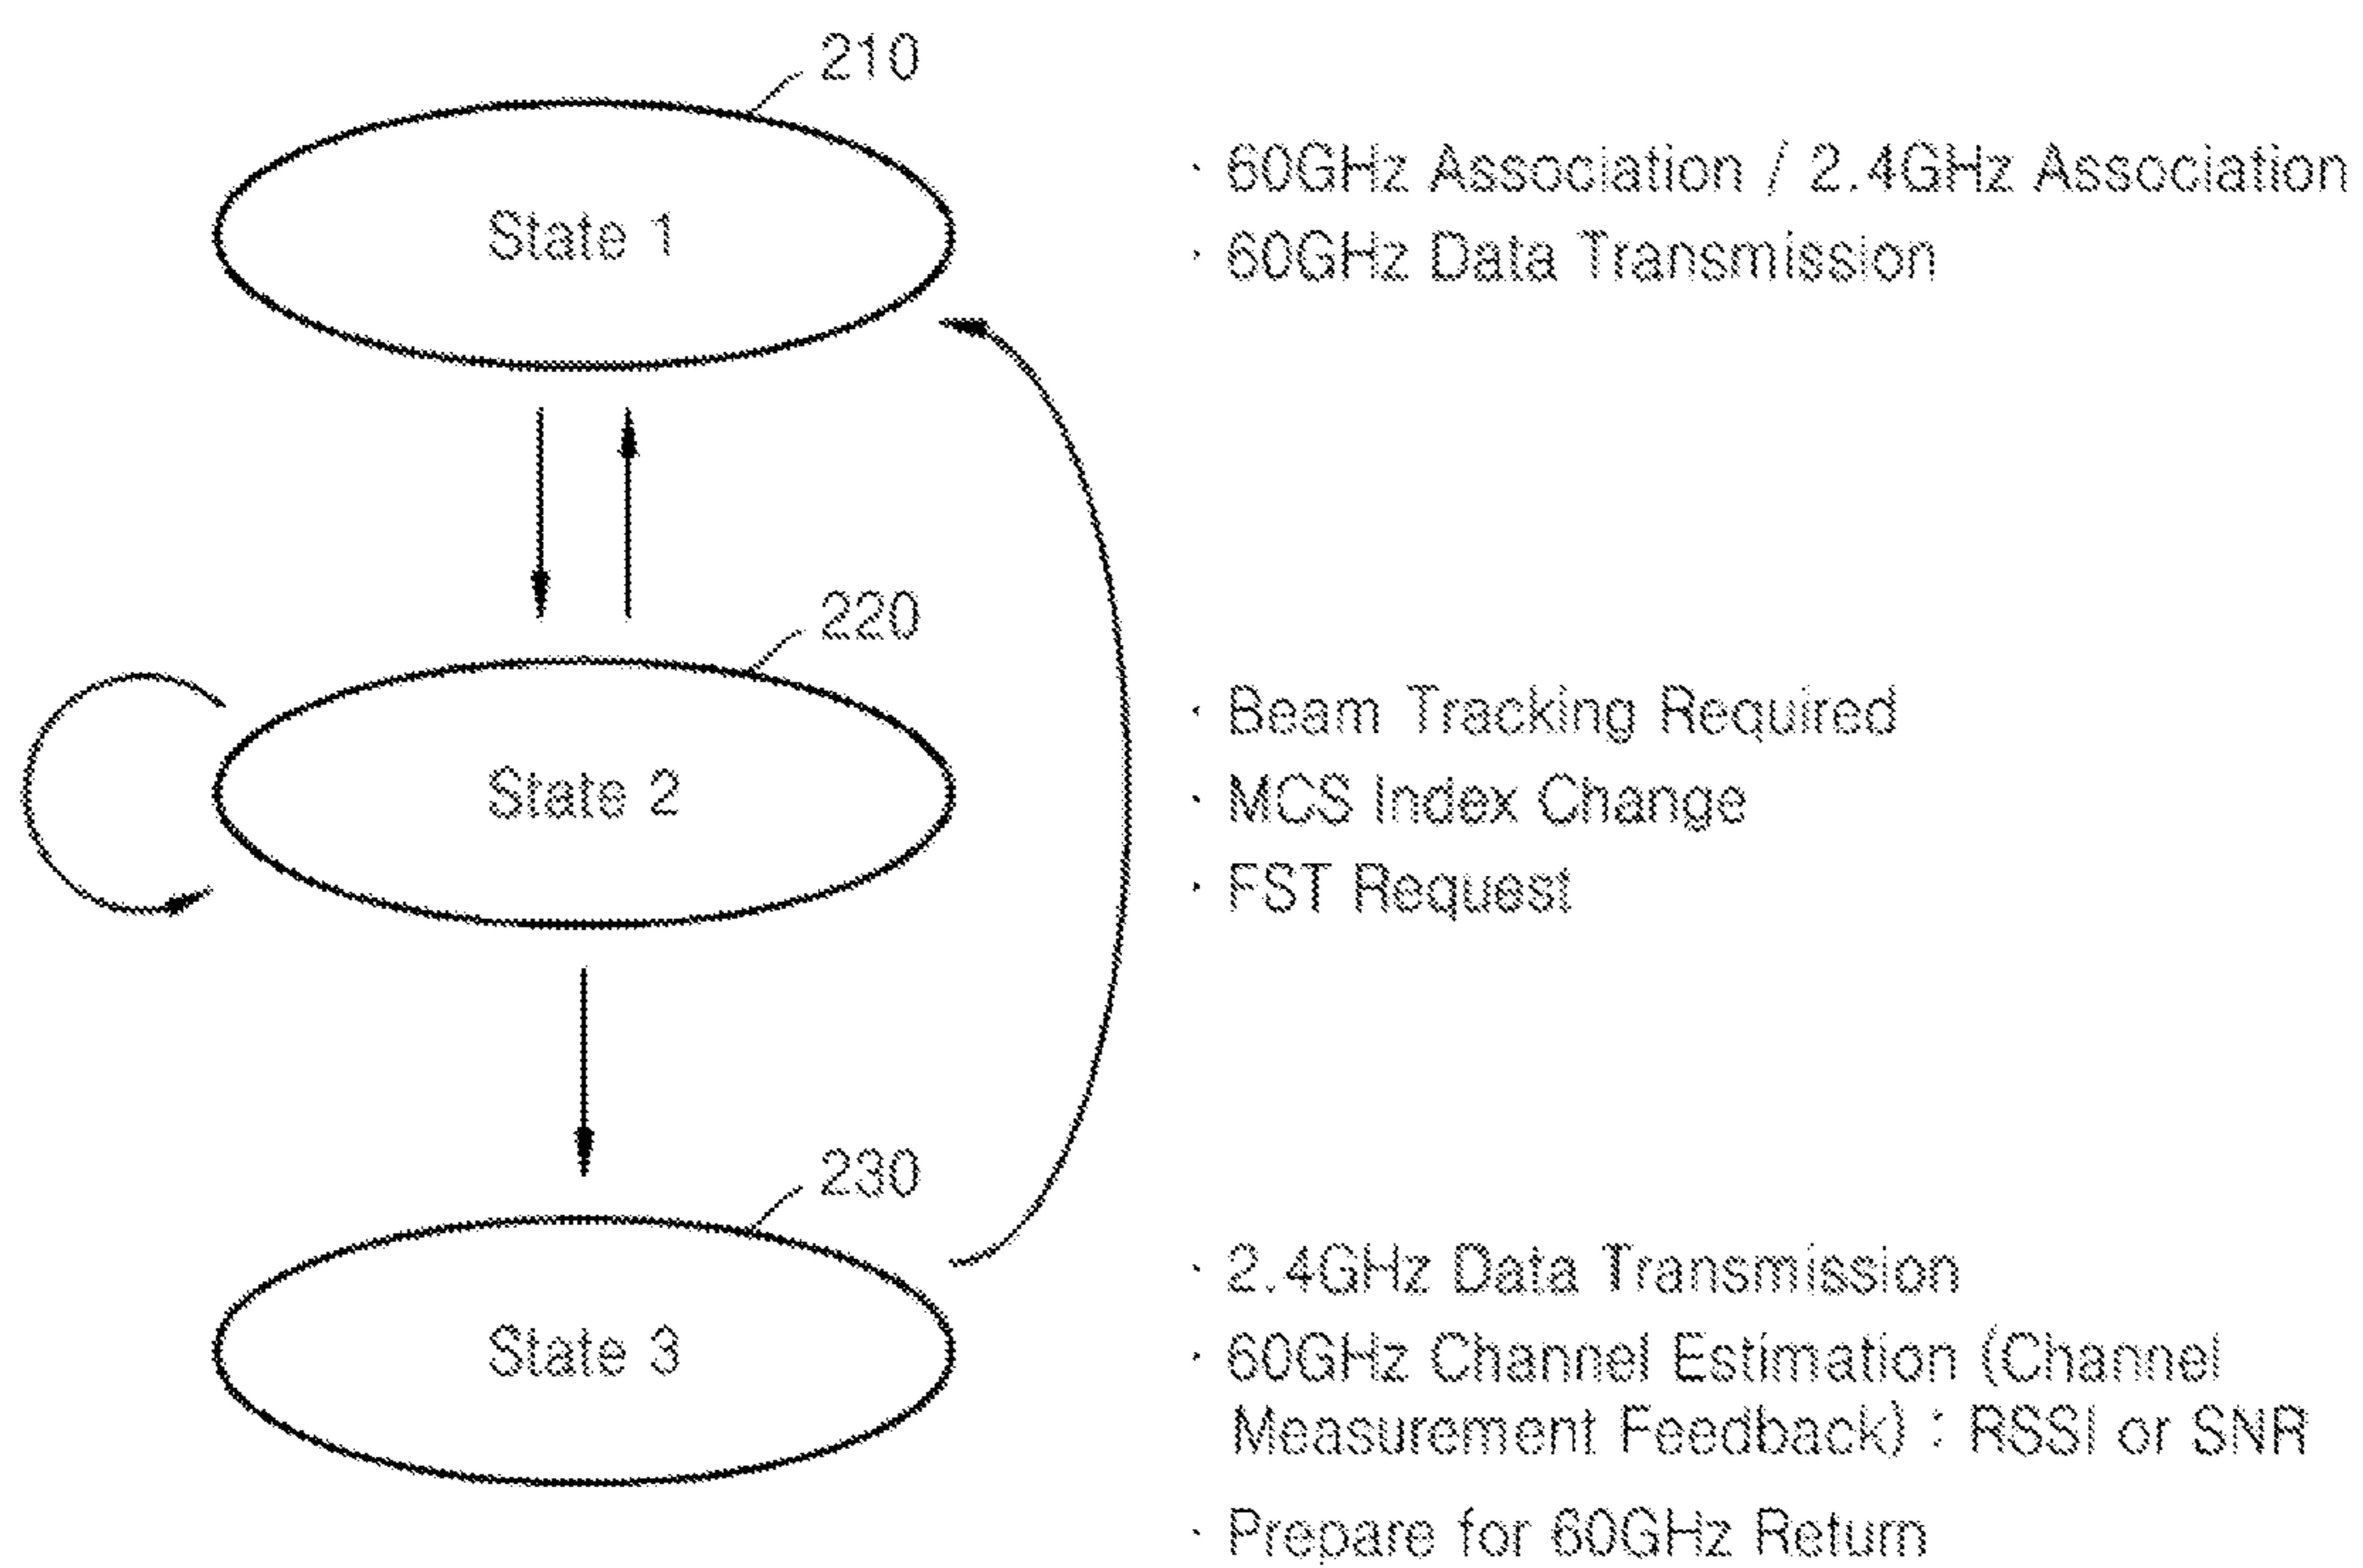 210
State 1
· 60GHz Association / 2.4GHz Association
· 60GHz Data Transmission
220
State 2
· Beam Tracking Required
· MCS Index Change
· FST Request
230
State 3
· 2.4GHz Data Transmission
· 60GHz Channel Estimation (Channel
Measurement Feedback) : RSSI or SNR
· Prepare for 60GHz Return